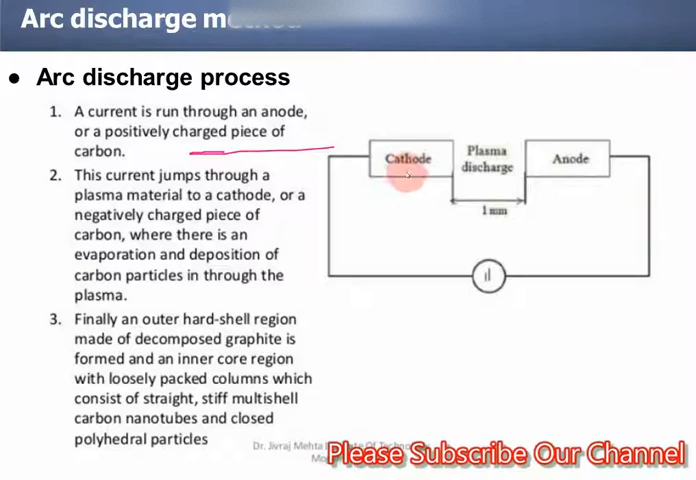 Arc discharge
● Arc discharge process
1. A current is run through an anode,
or a positively charged piece of
carbon.
2. This current jumps through a
plasma material to a cathode, or a
negatively charged piece of
carbon, where there is an
evaporation and deposition of
carbon particles in through the
plasma.
3. Finally an outer hard-shell region
made of decomposed graphite is
formed and an inner core region
with loosely packed columns which
consist of straight, stiff multishell
carbon nanotubes and closed
polyhedral particles
Cathode
Plasma
discharge
Anode
1 mm
Dr. Jivraj Mehta
Please Subscribe Our Channel